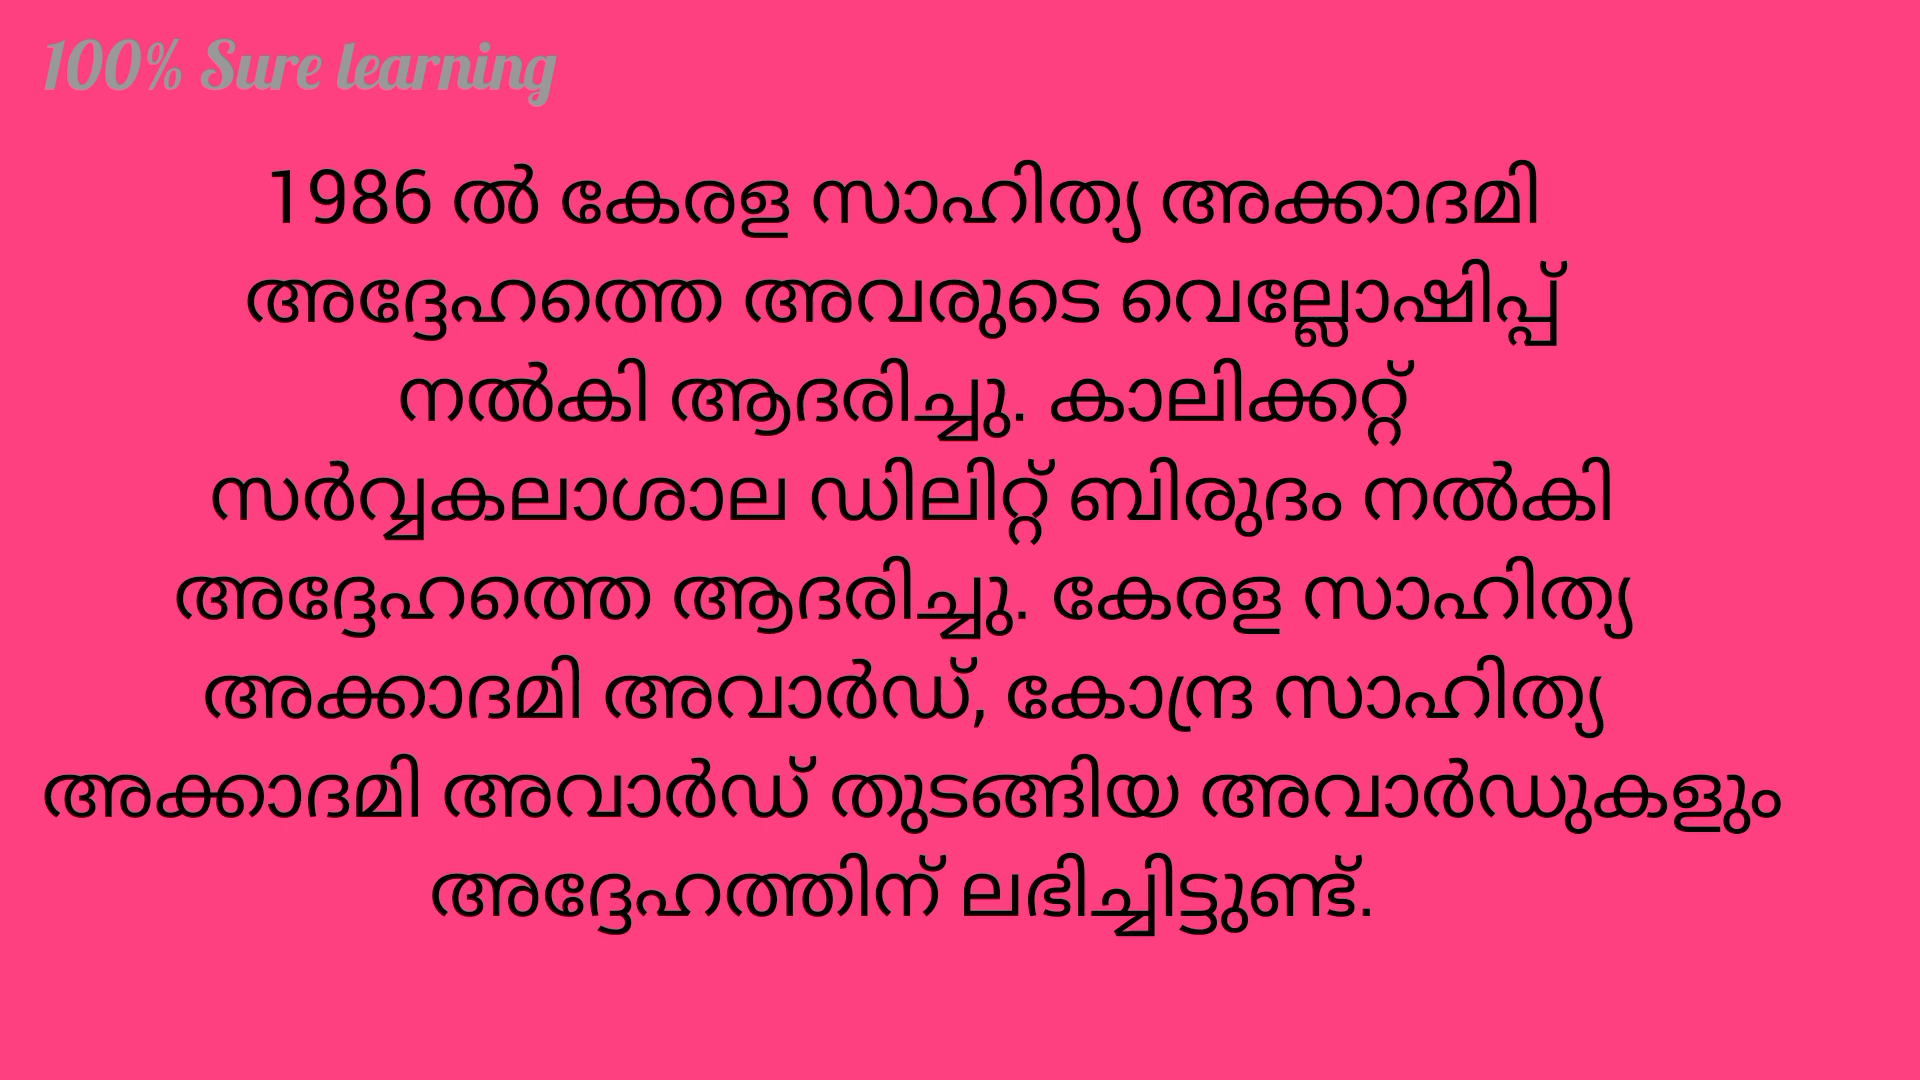 100% Sure learning
1986 ൽ കേരള സാഹിത്യ അക്കാദമി
അദ്ദേഹത്തെ അവരുടെ വെല്ലോഷിപ്പ്
നൽകി ആദരിച്ചു. കാലിക്കറ്റ്
സർവ്വകലാശാല ഡിലിറ്റ് ബിരുദം നൽകി
അദ്ദേഹത്തെ ആദരിച്ചു. കേരള സാഹിത്യ
അക്കാദമി അവാർഡ്, കോന്ദ്ര സാഹിത്യ
അക്കാദമി അവാർഡ് തുടങ്ങിയ അവാർഡുകളും
അദ്ദേഹത്തിന് ലഭിച്ചിട്ടുണ്ട്.